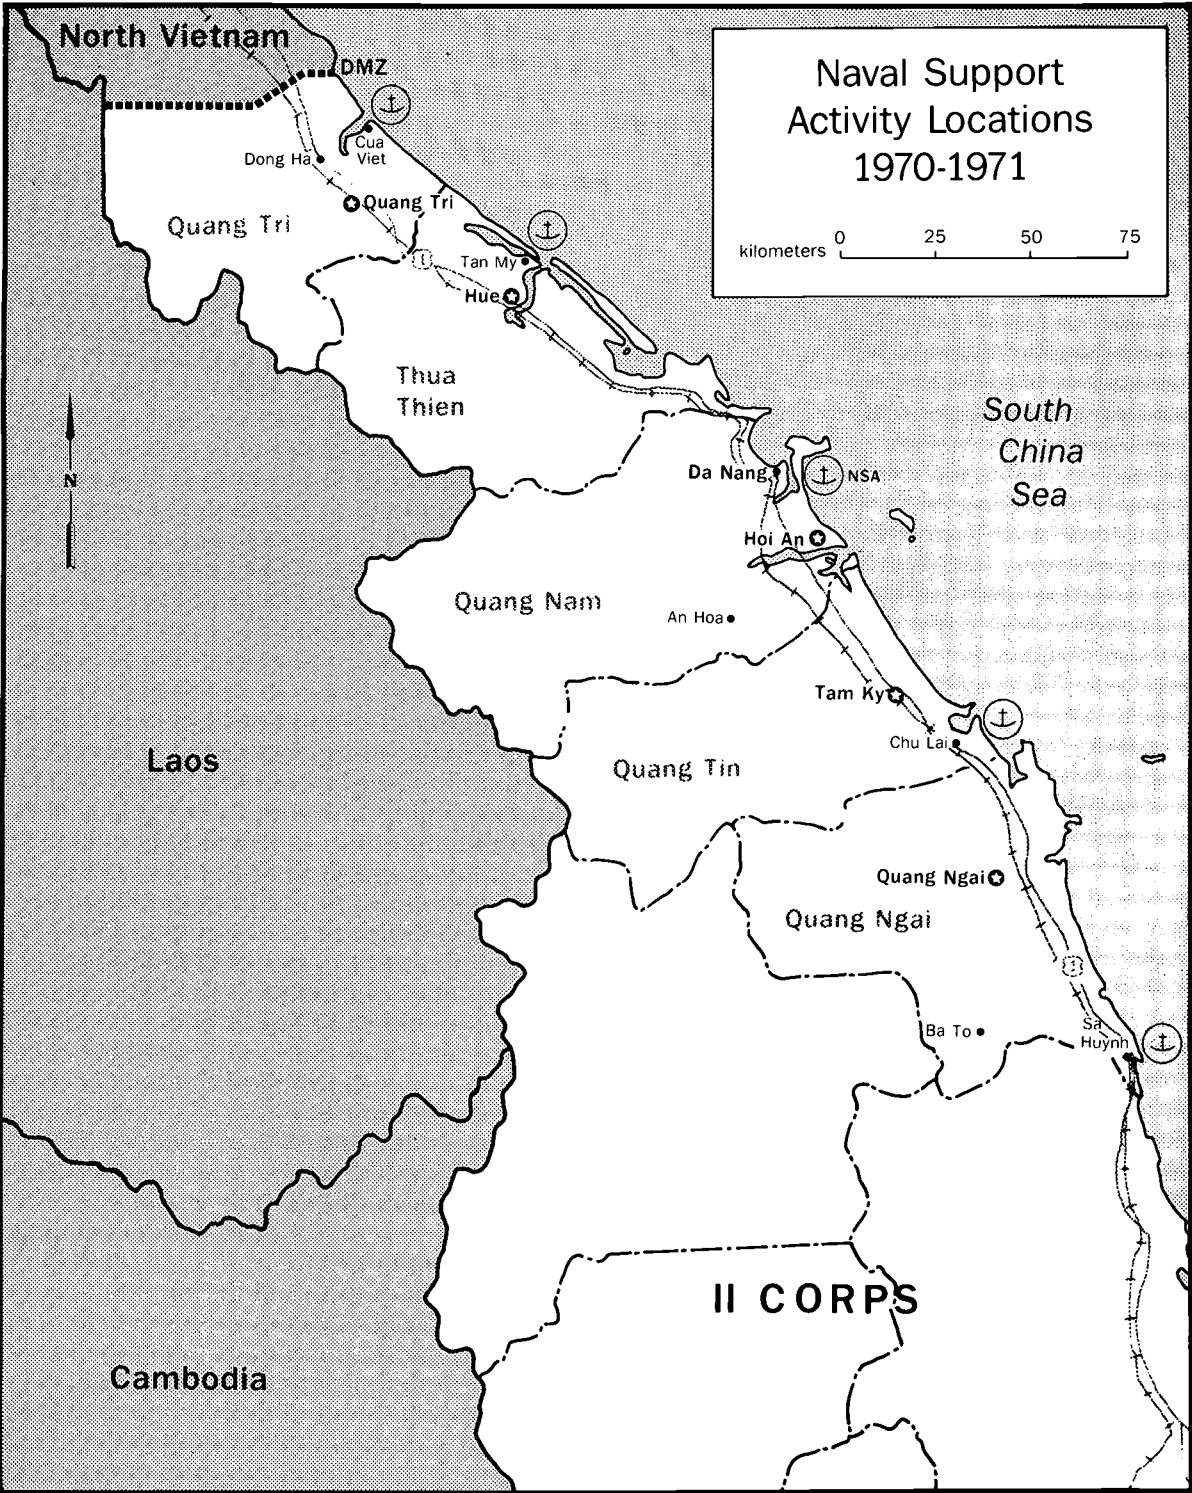 North Vietnam
DMZ
Naval Support
Activity Locations
1970-1971
kilometers 0 25 50 75
Cua
Viet
Dong Ha
Quang Tri
Quang Tri
1
Tan My
Hue
Thua
Thien
South
China
Sea
N
Da Nang
NSA
Hoi An
Quang Nam
An Hoa
Tam Ky
Chu Lai
Laos
Quang Tin
Quang Ngai
Quang Ngai
1
Ba To
Sa
Huynh
II CORPS
Cambodia